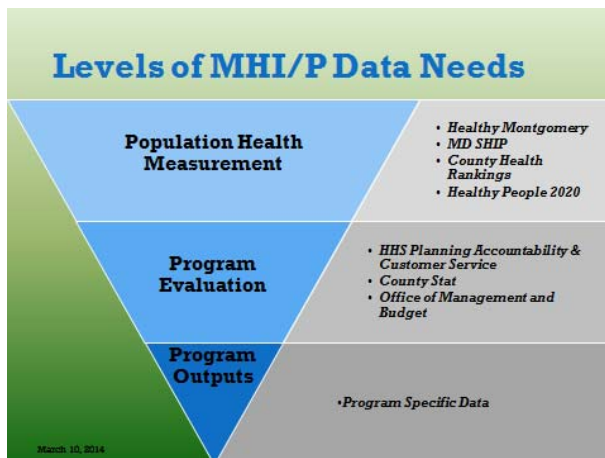 Levels of MHI/P Data Needs
Population Health
Measurement
• Healthy Montgomery
• MD SHIP
• County Health
Rankings
• Healthy People 2020
Program
Evaluation
• HHS Planning Accountability &
Customer Service
• County Stat
• Office of Management and
Budget
Program
Outputs
•Program Specific Data
March 10, 2014